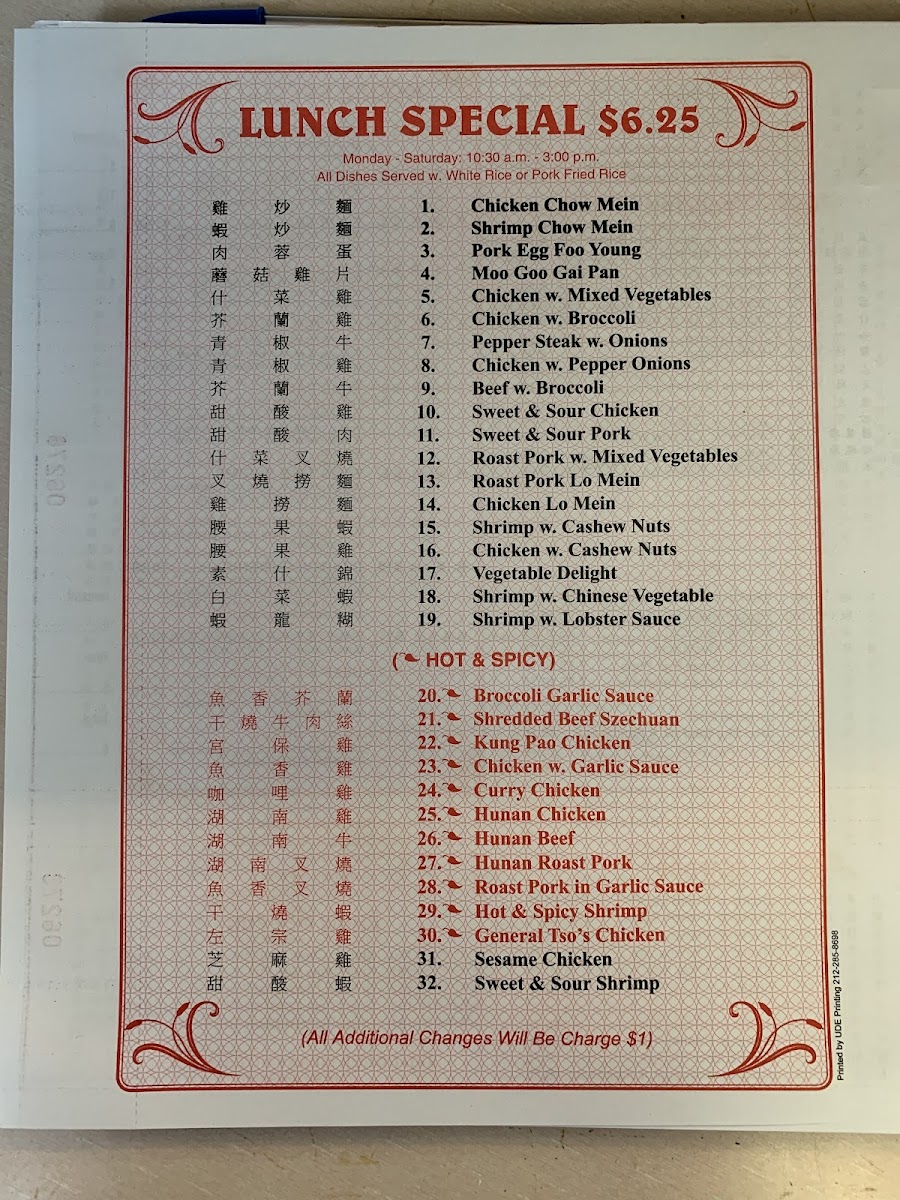 LUNCH SPECIAL $6.25
Monday - Saturday: 10:30 a.m. - 3:00 p.m.
All Dishes Served w. White Rice or Pork Fried Rice
雞炒麵 1. Chicken Chow Mein
蝦炒麵 2. Shrimp Chow Mein
肉蓉蛋 3. Pork Egg Foo Young
蘑菇雞片 4. Moo Goo Gai Pan
什菜雞 5. Chicken w. Mixed Vegetables
芥蘭雞 6. Chicken w. Broccoli
青椒牛 7. Pepper Steak w. Onions
青椒雞 8. Chicken w. Pepper Onions
芥蘭牛 9. Beef w. Broccoli
甜酸雞 10. Sweet & Sour Chicken
甜酸肉 11. Sweet & Sour Pork
什菜叉燒 12. Roast Pork w. Mixed Vegetables
叉燒撈麵 13. Roast Pork Lo Mein
雞撈麵 14. Chicken Lo Mein
腰果蝦 15. Shrimp w. Cashew Nuts
腰果雞 16. Chicken w. Cashew Nuts
素什錦 17. Vegetable Delight
白菜蝦 18. Shrimp w. Chinese Vegetable
蝦龍糊 19. Shrimp w. Lobster Sauce
( HOT & SPICY)
魚香芥蘭 20. Broccoli Garlic Sauce
干燒牛肉絲 21. Shredded Beef Szechuan
宮保雞 22. Kung Pao Chicken
魚香雞 23. Chicken w. Garlic Sauce
咖哩雞 24. Curry Chicken
湖南雞 25. Hunan Chicken
湖南牛 26. Hunan Beef
湖南叉燒 27. Hunan Roast Pork
魚香叉燒 28. Roast Pork in Garlic Sauce
干燒蝦 29. Hot & Spicy Shrimp
左宗雞 30. General Tso's Chicken
芝麻雞 31. Sesame Chicken
甜酸蝦 32. Sweet & Sour Shrimp
(All Additional Changes Will Be Charge $1)
Printed by UDE Printing 212-285-8698